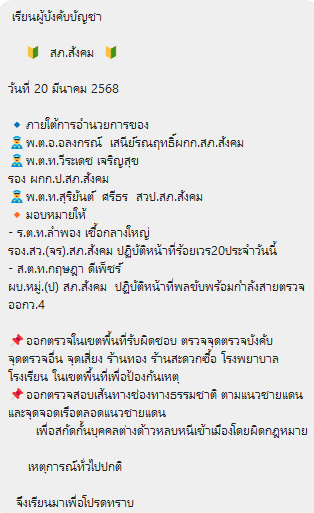 เรียนผู้บังคับบัญชา
🔰 สภ.สังคม 🔰
วันที่ 20 มีนาคม 2568
🔹ภายใต้การอำนวยการของ
👮พ.ต.อ.อลงกรณ์ เสนีย์รณฤทธิ์ผกก.สภ.สังคม
👮พ.ต.ท.วีระเดช เจริญสุข
รอง ผกก.ป.สภ.สังคม
👮พ.ต.ท.สุริยันต์ ศรีธร สวป.สภ.สังคม
🔸มอบหมายให้
- ร.ต.ท.ลำพอง เชื้อกลางใหญ่
รอง.สว.(จร).สภ.สังคม ปฏิบัติหน้าที่ร้อยเวร20ประจำวันนี้
- ส.ต.ท.กฤษฎา ดีเพ็ชร์
ผบ.หมู่.(ป) สภ.สังคม ปฏิบัติหน้าที่พลขับพร้อมกำลังสายตรวจ
ออกว.4
📌ออกตรวจในเขตพื้นที่รับผิดชอบ ตรวจจุดตรวจบังคับ
จุดตรวจอื่น จุดเสี่ยง ร้านทอง ร้านสะดวกซื้อ โรงพยาบาล
โรงเรียน ในเขตพื้นที่เพื่อป้องกันเหตุ
📌ออกตรวจสอบเส้นทางช่องทางธรรมชาติ ตามแนวชายแดน
และจุดจอดเรือตลอดแนวชายแดน
เพื่อสกัดกั้นบุคคลต่างด้าวหลบหนีเข้าเมืองโดยผิดกฎหมาย
เหตุการณ์ทั่วไปปกติ
จึงเรียนมาเพื่อโปรดทราบ